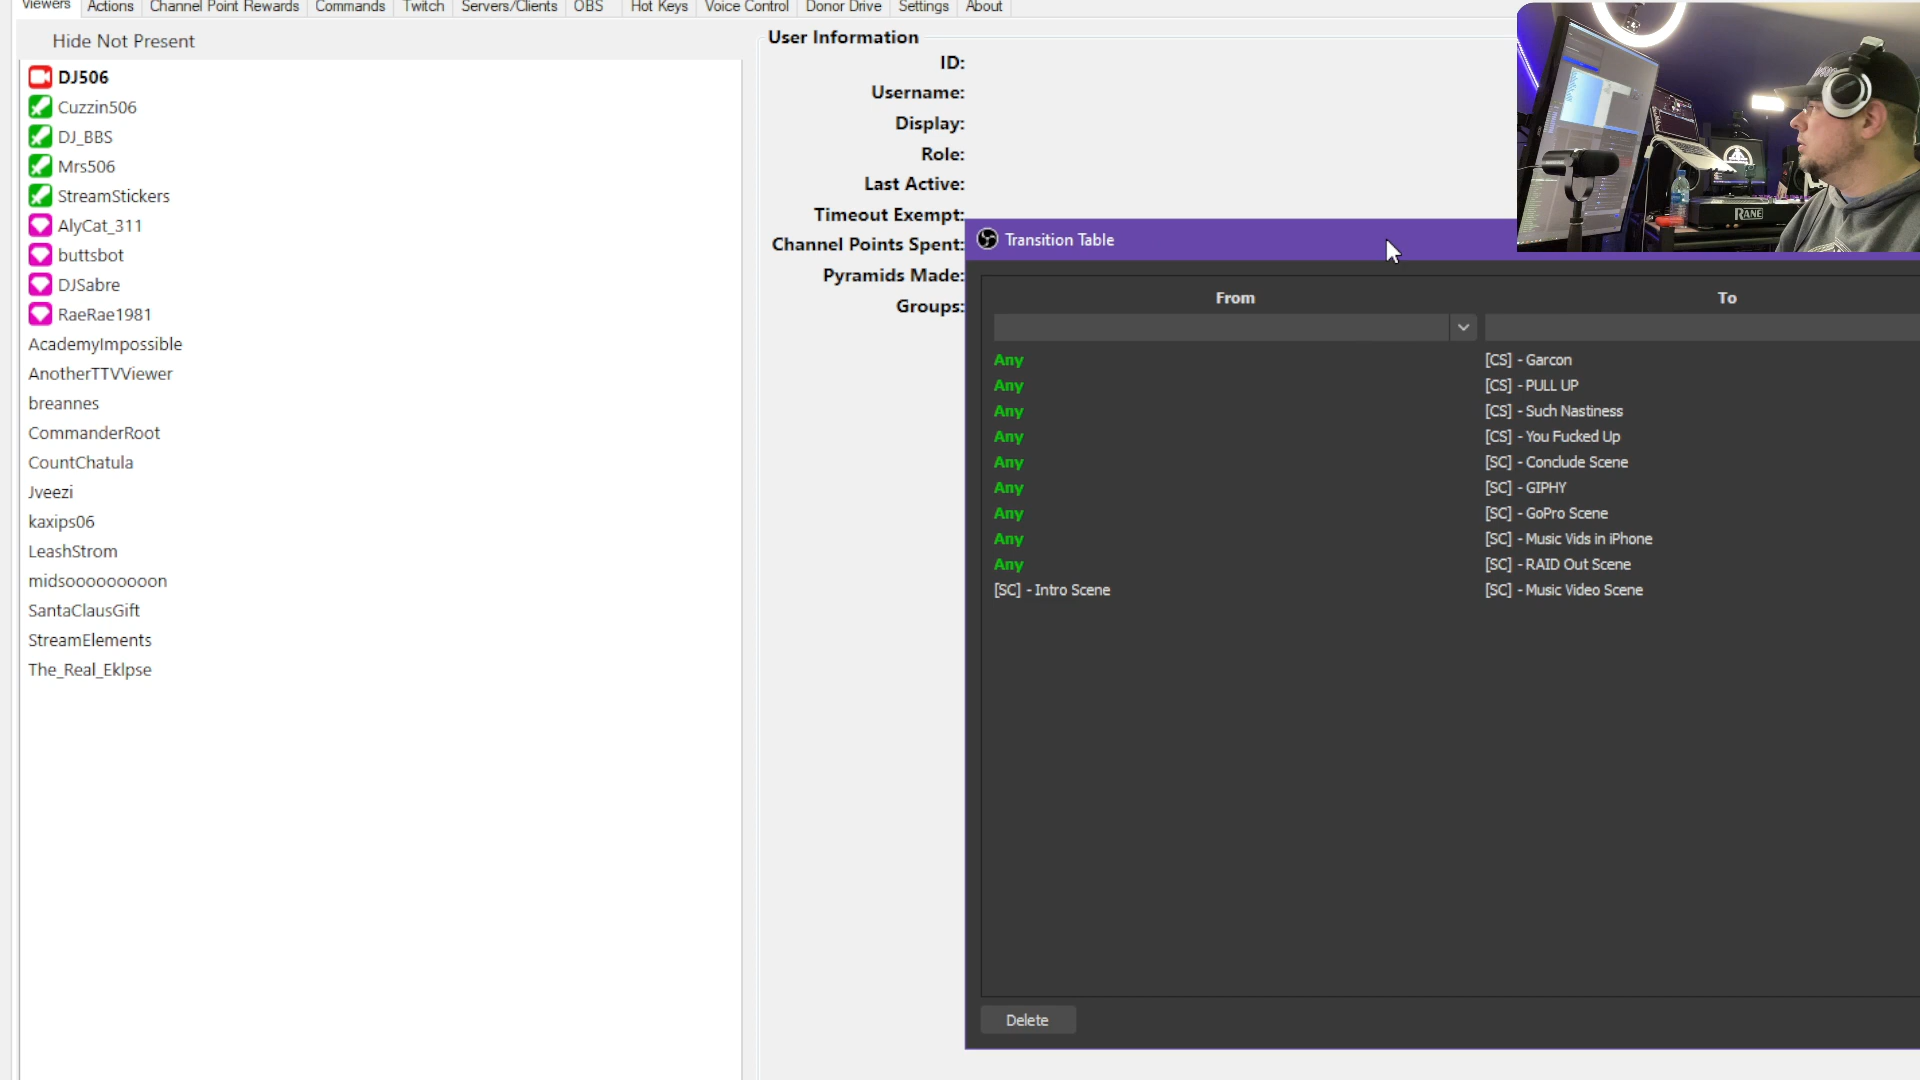 Viewers Actions Channel Point Rewards Commands Twitch Servers/Clients OBS Hot Keys Voice Control Donor Drive Settings About
Hide Not Present
DJ506
Cuzzin506
DJ_BBS
Mrs506
StreamStickers
AlyCat_311
buttsbot
DJSabre
RaeRae1981
AcademyImpossible
AnotherTTVViewer
breannes
CommanderRoot
CountChatula
Jveezi
kaxips06
LeashStrom
midsooooooooon
SantaClausGift
StreamElements
The_Real_Eklpse
User Information
ID:
Username:
Display:
Role:
Last Active:
Timeout Exempt:
Channel Points Spent:
Pyramids Made:
Groups:
Transition Table
From To
Any [CS] - Garcon
Any [CS] - PULL UP
Any [CS] - Such Nastiness
Any [CS] - You Fucked Up
Any [SC] - Conclude Scene
Any [SC] - GIPHY
Any [SC] - GoPro Scene
Any [SC] - Music Vids in iPhone
Any [SC] - RAID Out Scene
[SC] - Intro Scene [SC] - Music Video Scene
Delete
RANE